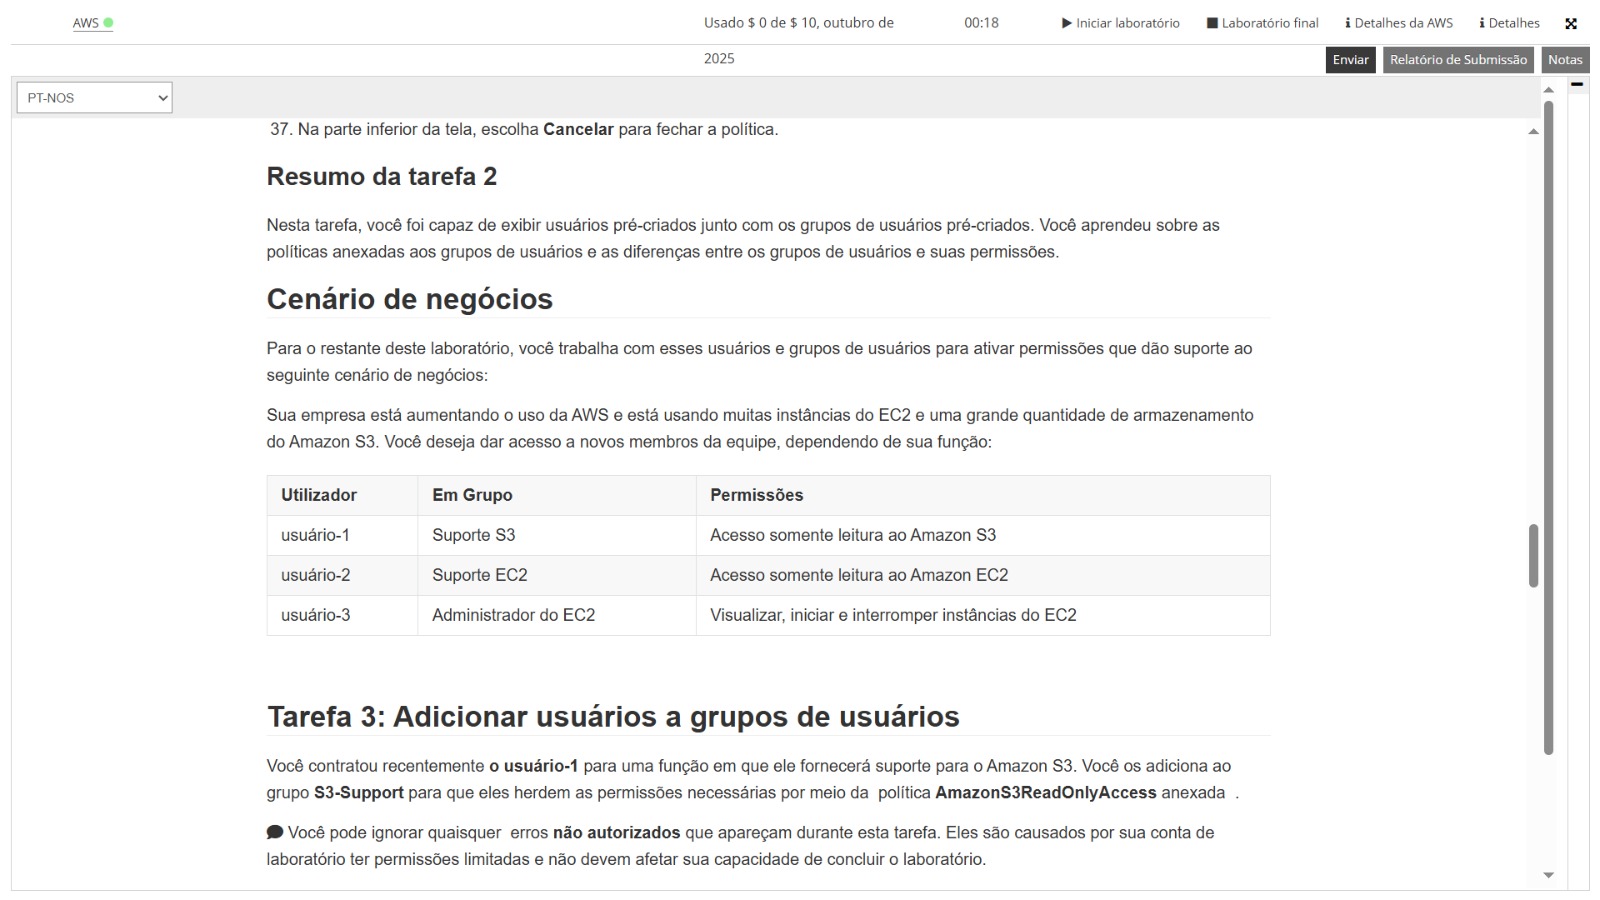 AWS
Usado $ 0 de $ 10, outubro de 2025
00:18
Iniciar laboratório
Laboratório final
Detalhes da AWS
Detalhes
Enviar
Relatório de Submissão
Notas
PT-NOS
37. Na parte inferior da tela, escolha Cancelar para fechar a política.
Resumo da tarefa 2
Nesta tarefa, você foi capaz de exibir usuários pré-criados junto com os grupos de usuários pré-criados. Você aprendeu sobre as
políticas anexadas aos grupos de usuários e as diferenças entre os grupos de usuários e suas permissões.
Cenário de negócios
Para o restante deste laboratório, você trabalha com esses usuários e grupos de usuários para ativar permissões que dão suporte ao
seguinte cenário de negócios:
Sua empresa está aumentando o uso da AWS e está usando muitas instâncias do EC2 e uma grande quantidade de armazenamento
do Amazon S3. Você deseja dar acesso a novos membros da equipe, dependendo de sua função:
Utilizador Em Grupo Permissões
usuário-1 Suporte S3 Acesso somente leitura ao Amazon S3
usuário-2 Suporte EC2 Acesso somente leitura ao Amazon EC2
usuário-3 Administrador do EC2 Visualizar, iniciar e interromper instâncias do EC2
Tarefa 3: Adicionar usuários a grupos de usuários
Você contratou recentemente o usuário-1 para uma função em que ele fornecerá suporte para o Amazon S3. Você os adiciona ao
grupo S3-Support para que eles herdem as permissões necessárias por meio da política AmazonS3ReadOnlyAccess anexada .
Você pode ignorar quaisquer erros não autorizados que apareçam durante esta tarefa. Eles são causados por sua conta de
laboratório ter permissões limitadas e não devem afetar sua capacidade de concluir o laboratório.